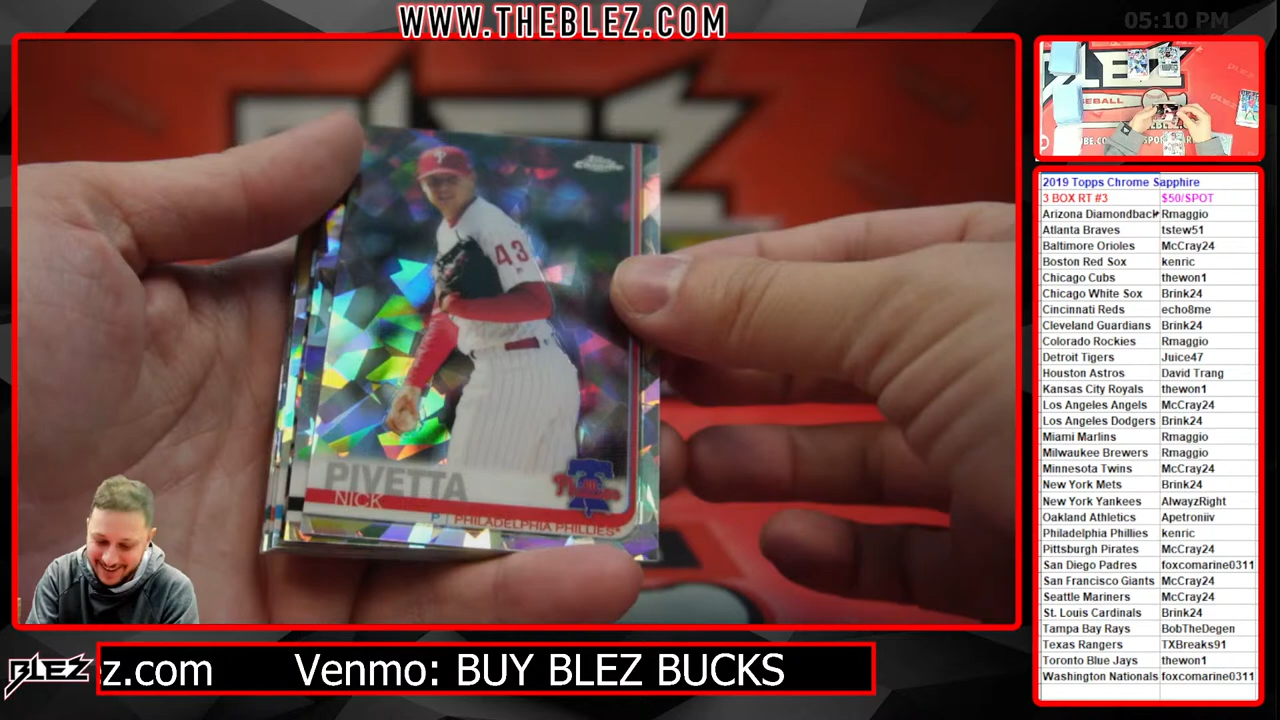 WWW.THEBLEZ.COM
05:10 PM
43
PIVETTA
NICK
Phillies
PHILADELPHIA PHILLIES
2019 Topps Chrome Sapphire
3 BOX RT #3 $50/SPOT
Arizona Diamondback Rmaggio
Atlanta Braves tstew51
Baltimore Orioles McCray24
Boston Red Sox kenric
Chicago Cubs thewon1
Chicago White Sox Brink24
Cincinnati Reds echo8me
Cleveland Guardians Brink24
Colorado Rockies Rmaggio
Detroit Tigers Juice47
Houston Astros David Trang
Kansas City Royals thewon1
Los Angeles Angels McCray24
Los Angeles Dodgers Brink24
Miami Marlins Rmaggio
Milwaukee Brewers Rmaggio
Minnesota Twins McCray24
New York Mets Brink24
New York Yankees AlwayzRight
Oakland Athletics Apetroniiv
Philadelphia Phillies kenric
Pittsburgh Pirates McCray24
San Diego Padres foxcomarine0311
San Francisco Giants McCray24
Seattle Mariners McCray24
St. Louis Cardinals Brink24
Tampa Bay Rays BobTheDegen
Texas Rangers TXBreaks91
Toronto Blue Jays thewon1
Washington Nationals foxcomarine0311
BLEZ
z.com Venmo: BUY BLEZ BUCKS